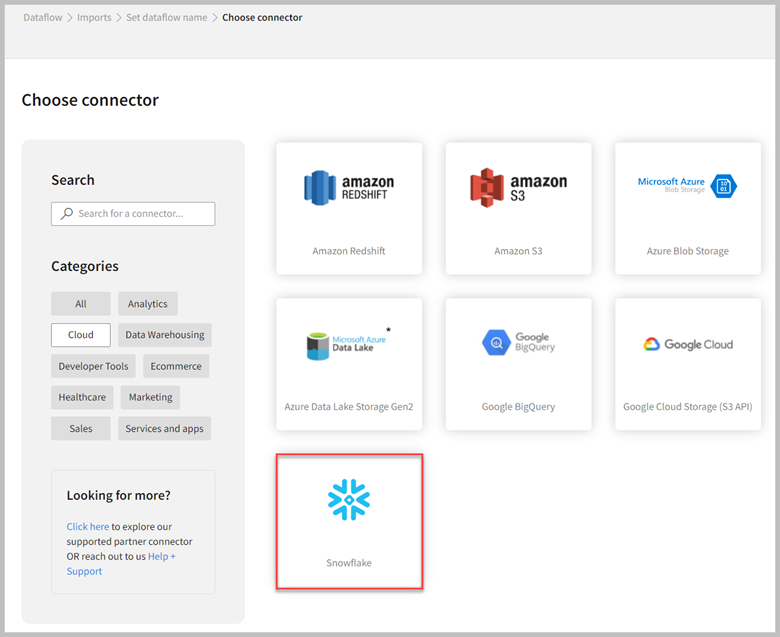 Dataflow > Imports > Set dataflow name > Choose connector
Choose connector
Search
Search for a connector...
Categories
All
Analytics
Cloud
Data Warehousing
Developer Tools
Ecommerce
Healthcare
Marketing
Sales
Services and apps
Looking for more?
Click here to explore our
supported partner connector
OR reach out to us Help +
Support
amazon
REDSHIFT
Amazon Redshift
amazon
S3
Amazon S3
Microsoft Azure
Blob Storage
10
01
Azure Blob Storage
Microsoft Azure *
Data Lake
Azure Data Lake Storage Gen2
Google
BigQuery
Google BigQuery
Google Cloud
Google Cloud Storage (S3 API)
Snowflake